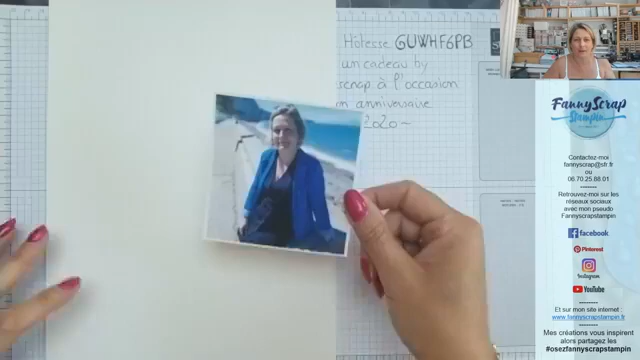 Hôtesse GUWHF6PB
un cadeau by
scrap à l'occasion
anniversaire
2020~
FannyScrap
Stampin
Contactez-moi
fannyscrap@sfr.fr
ou
06.70.25.88.01
--------
Retrouvez-moi sur les
réseaux sociaux
avec mon pseudo
Fannyscrapstampin
facebook
Pinterest
Instagram
YouTube
--------
Et sur mon site internet :
www.fannyscrapstampin.fr
--------
Mes créations vous inspirent
alors partagez les
#osezfannyscrapstampin